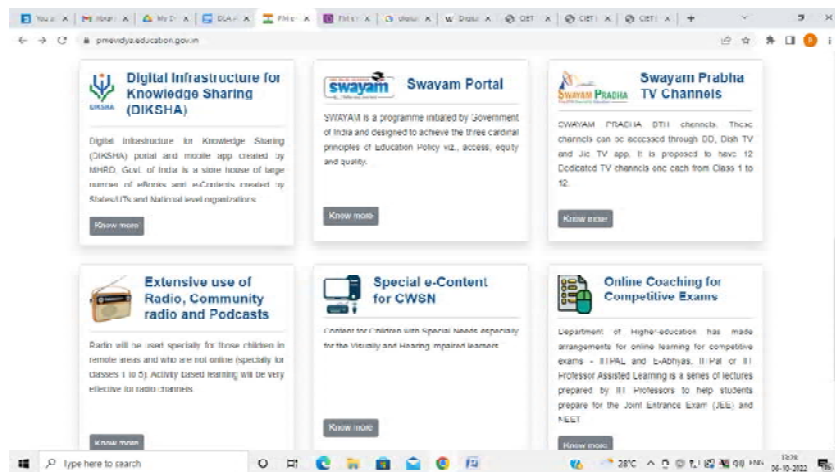 pmevidya.education.gov.in
Digital Infrastructure for
Knowledge Sharing
(DIKSHA)
DIKSHA
Digital Infrastructure for Knowledge Sharing
(DIKSHA) portal and mobile app created by
MHRD, Govt. of India is a store house of large
number of eBooks and e-Contents created by
States/UTs and National level organizations.
Know more
swayam
Swayam Portal
SWAYAM is a programme initiated by Government
of India and designed to achieve the three cardinal
principles of Education Policy viz., access, equity
and quality.
Know more
SWAYAM PRABHA
Swayam Prabha
TV Channels
SWAYAM PRABHA DTH channels. These
channels can be accessed through DD, Dish TV
and Jio TV app. It is proposed to have 12
Dedicated TV channels one each from Class 1 to
12.
Know more
Extensive use of
Radio, Community
radio and Podcasts
Radio will be used specially for those children in
remote areas and who are not online (specially for
classes 1 to 5). Activity based learning will be very
effective for radio channels.
Know more
Special e-Content
for CWSN
Content for Children with Special Needs especially
for the Visually and Hearing impaired learners.
Know more
Online Coaching for
Competitive Exams
Department of Higher-education has made
arrangements for online learning for competitive
exams - IITPAL and E-Abhyas. IITPal or IIT
Professor Assisted Learning is a series of lectures
prepared by IIT Professors to help students
prepare for the Joint Entrance Exam (JEE) and
NEET
Know more
Type here to search
28°C
ENG
06-10-2022